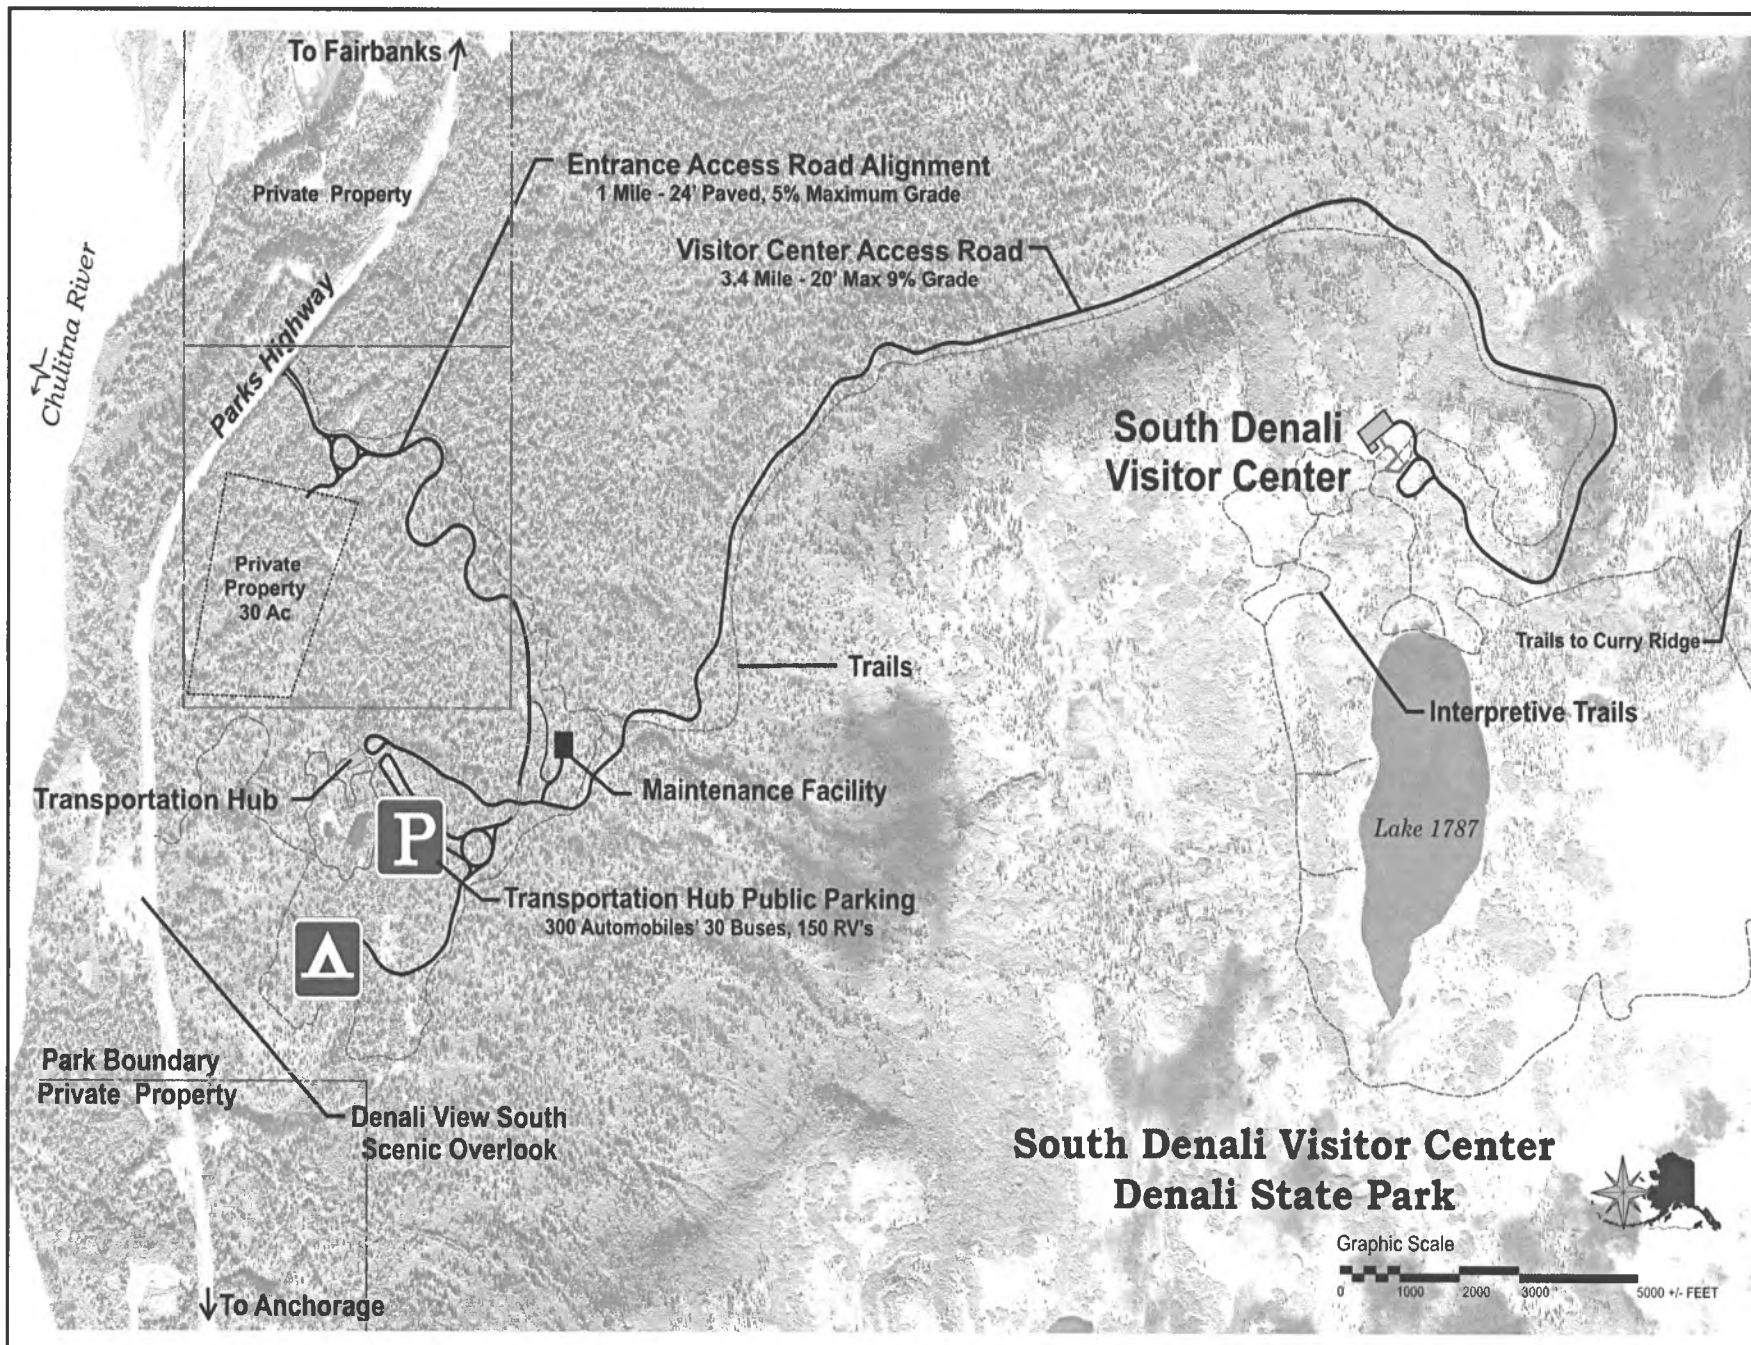 To Fairbanks
Private Property
Entrance Access Road Alignment
1 Mile - 24' Paved, 5% Maximum Grade
Visitor Center Access Road
3.4 Mile - 20' Max 9% Grade
Chulitna River
Parks Highway
South Denali
Visitor Center
Private
Property
30 Ac
Trails
Trails to Curry Ridge
Interpretive Trails
Transportation Hub
Maintenance Facility
P
Lake 1787
Transportation Hub Public Parking
300 Automobiles' 30 Buses, 150 RV's
Park Boundary
Private Property
Denali View South
Scenic Overlook
South Denali Visitor Center
Denali State Park
Graphic Scale
0 1000 2000 3000 5000 +/- FEET
To Anchorage